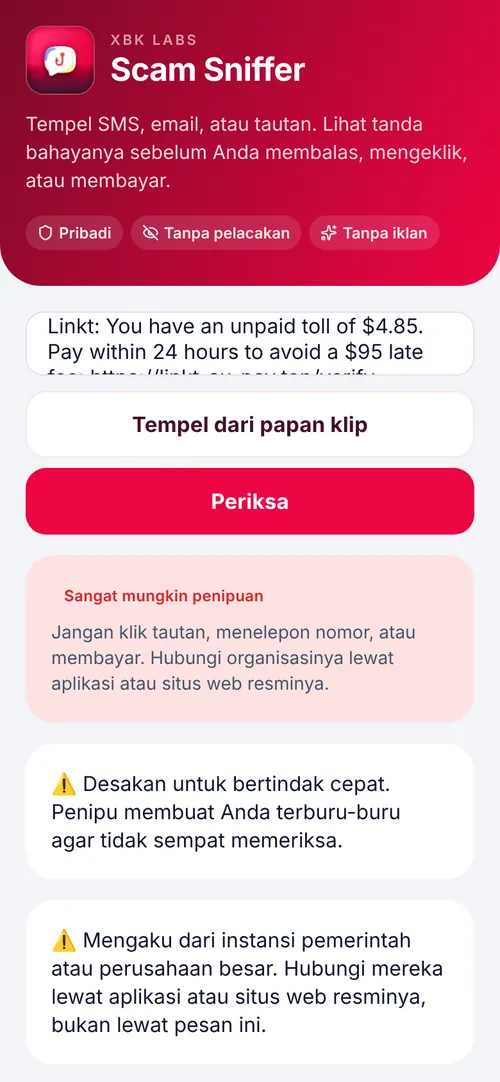 XBK LABS
Scam Sniffer
Tempel SMS, email, atau tautan. Lihat tanda
bahayanya sebelum Anda membalas, mengeklik,
atau membayar.
Pribadi
Tanpa pelacakan
Tanpa iklan
Linkt: You have an unpaid toll of $4.85.
Pay within 24 hours to avoid a $95 late
Tempel dari papan klip
Periksa
Sangat mungkin penipuan
Jangan klik tautan, menelepon nomor, atau
membayar. Hubungi organisasinya lewat
aplikasi atau situs web resminya.
⚠️ Desakan untuk bertindak cepat.
Penipu membuat Anda terburu-buru
agar tidak sempat memeriksa.
⚠️ Mengaku dari instansi pemerintah
atau perusahaan besar. Hubungi mereka
lewat aplikasi atau situs web resminya,
bukan lewat pesan ini.